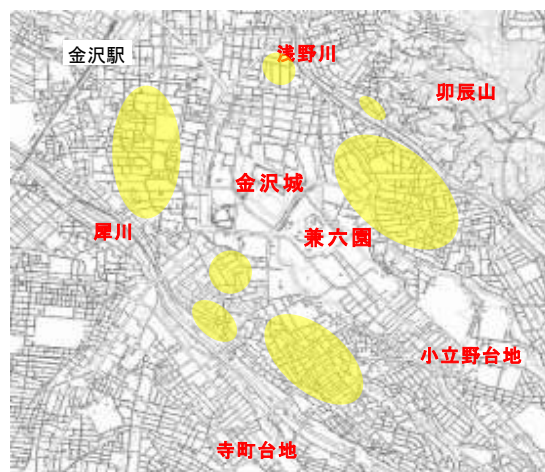 金沢駅
浅野川
卯辰山
金沢城
犀川
兼六園
小立野台地
寺町台地